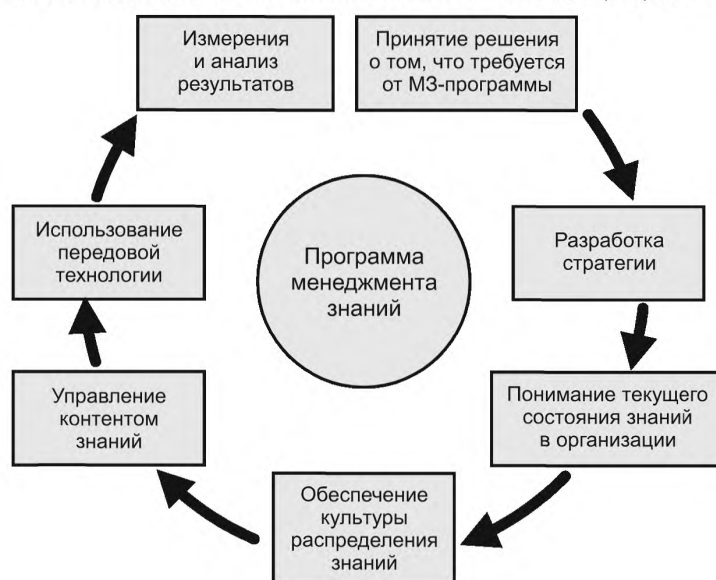 Измерения
и анализ
результатов
Принятие решения
о том, что требуется
от МЗ-программы
Использование
передовой
технологии
Программа
менеджмента
знаний
Разработка
стратегии
Управление
контентом
знаний
Понимание текущего
состояния знаний
в организации
Обеспечение
культуры
распределения
знаний